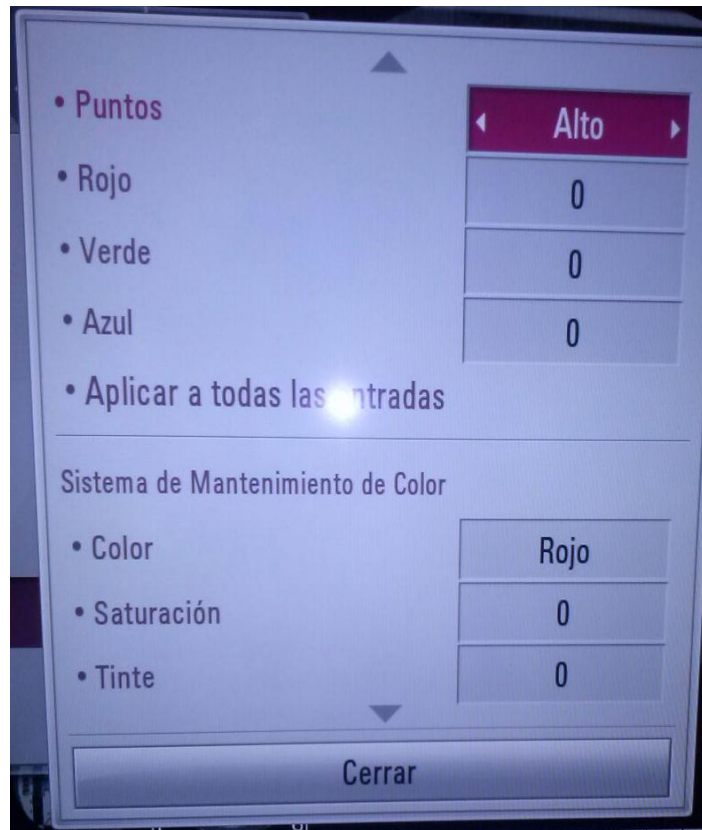 • Puntos Alto
• Rojo 0
• Verde 0
• Azul 0
• Aplicar a todas las ntradas
Sistema de Mantenimiento de Color
• Color Rojo
• Saturación 0
• Tinte 0
Cerrar